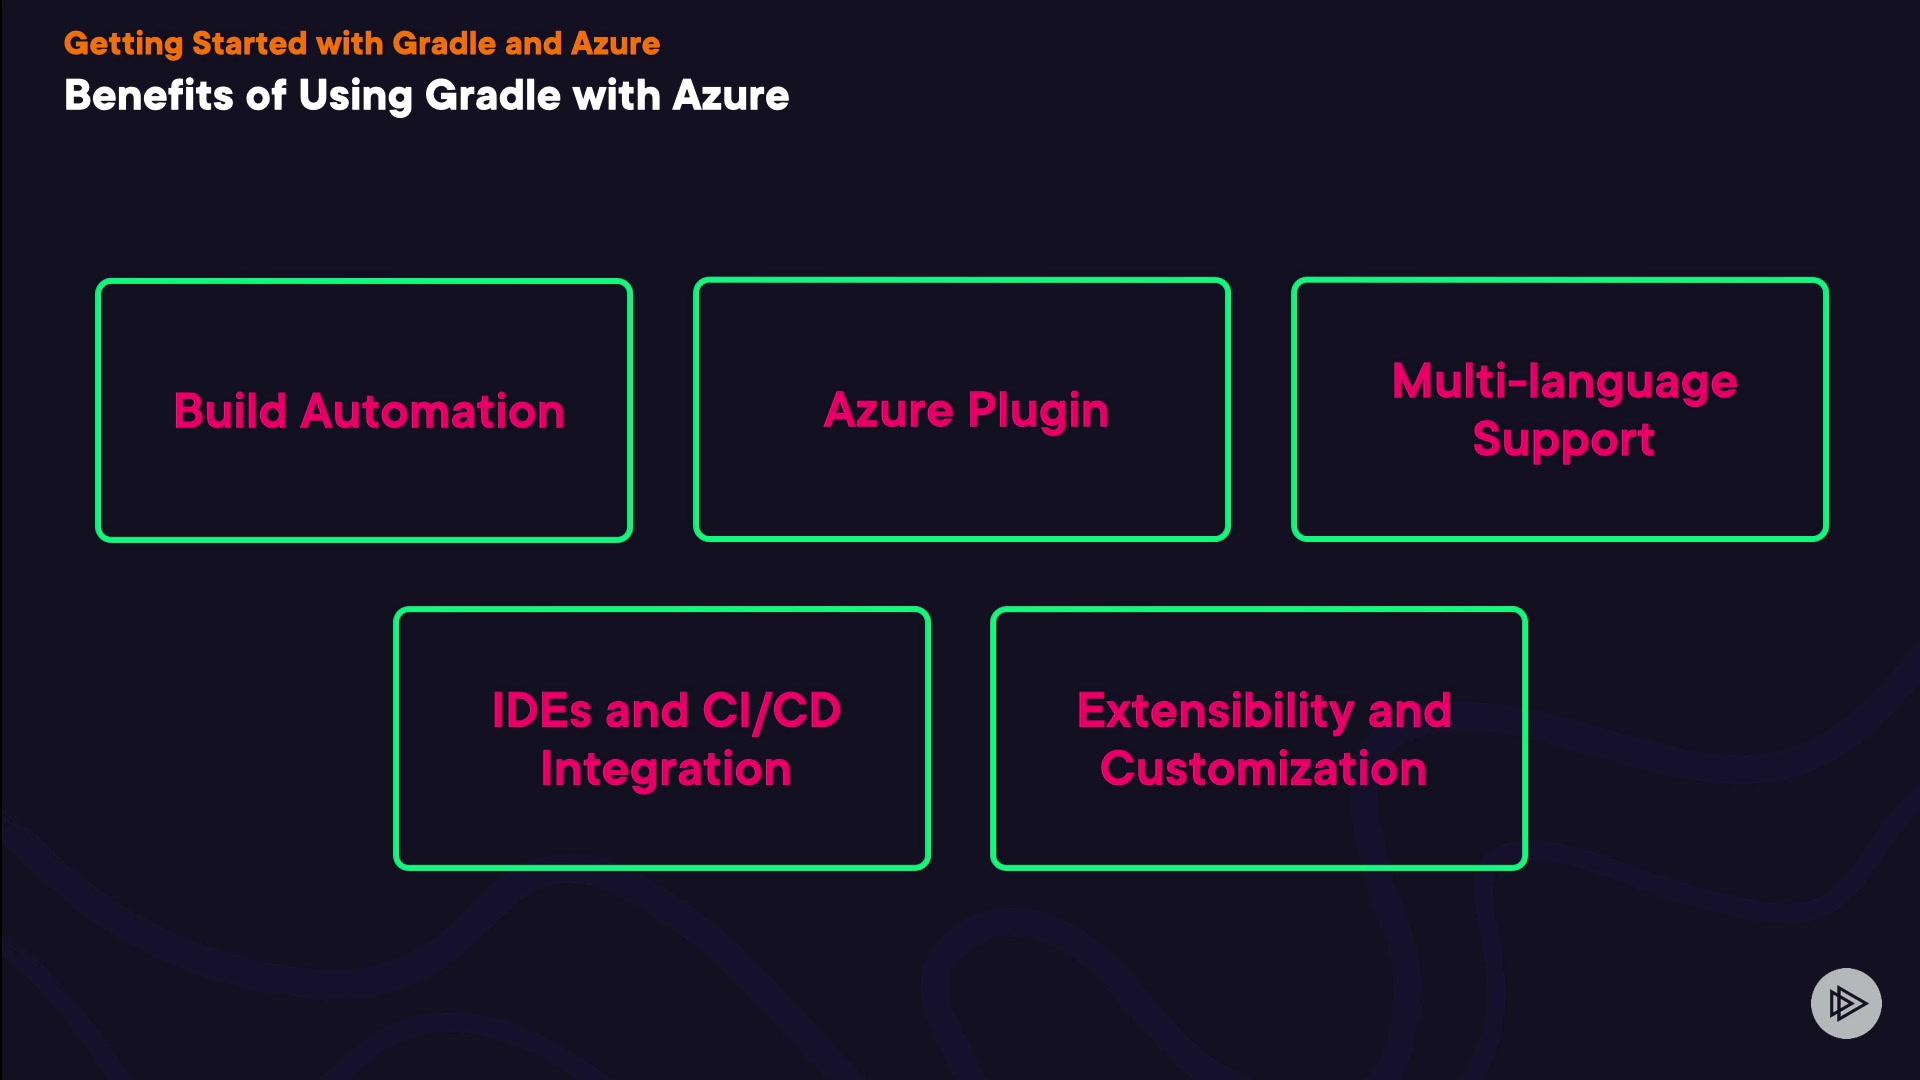 Getting Started with Gradle and Azure
Benefits of Using Gradle with Azure
Build Automation
Azure Plugin
Multi-language
Support
IDEs and CI/CD
Integration
Extensibility and
Customization